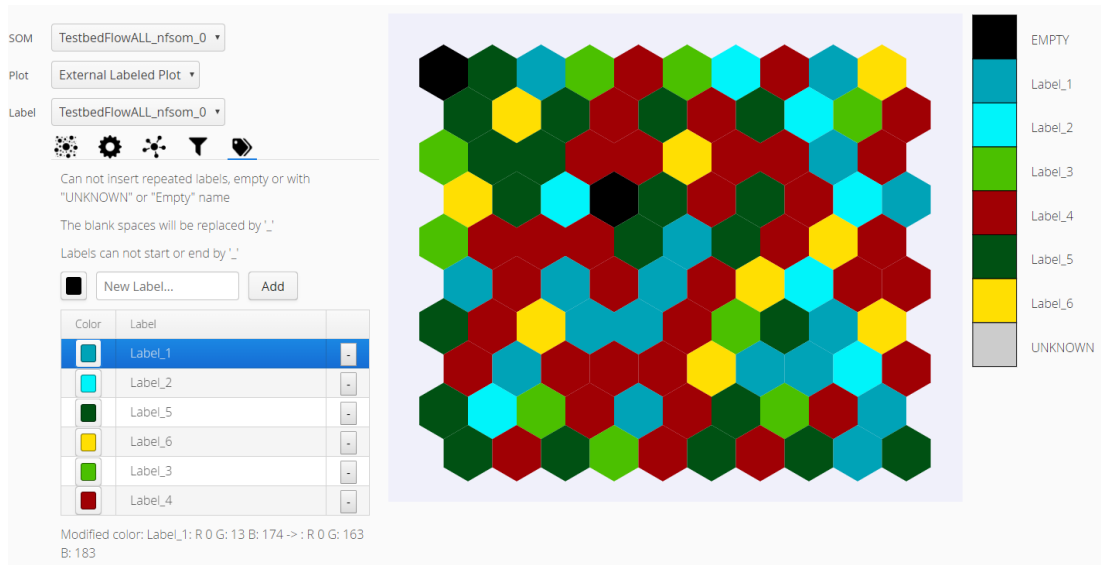 SOM
TestbedFlowALL_nfsom_0
Plot
External Labeled Plot
Label
TestbedFlowALL_nfsom_0
Can not insert repeated labels, empty or with
"UNKNOWN" or "Empty" name
The blank spaces will be replaced by '_'
Labels can not start or end by '_'
New Label...
Add
Color
Label
Label_1
-
Label_2
-
Label_5
-
Label_6
-
Label_3
-
Label_4
-
Modified color: Label_1: R 0 G: 13 B: 174 -> : R 0 G: 163
B: 183
EMPTY
Label_1
Label_2
Label_3
Label_4
Label_5
Label_6
UNKNOWN